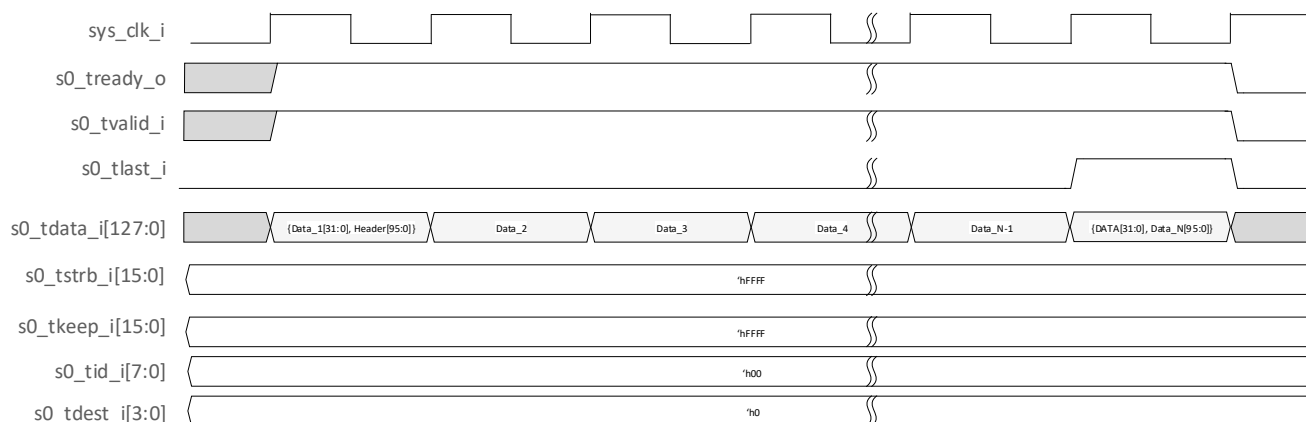 sys_clk_i
s0_tready_o
s0_tvalid_i
s0_tlast_i
s0_tdata_i[127:0] {Data_1[31:0], Header[95:0]} Data_2 Data_3 Data_4 Data_N-1 {DATA[31:0], Data_N[95:0]}
s0_tstrb_i[15:0] 'hFFFF
s0_tkeep_i[15:0] 'hFFFF
s0_tid_i[7:0] 'h00
s0_tdest_i[3:0] 'h0